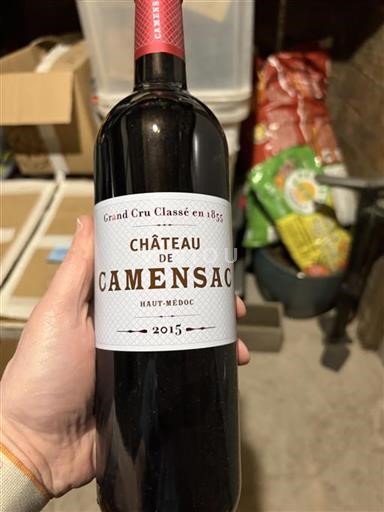 CAMENSAC
Grand Cru Classé en 1855
CHÂTEAU
DE
CAMENSAC
HAUT-MÉDOC
2015